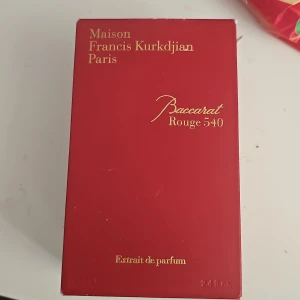 Maison
Francis Kurkdjian
Paris
Baccarat
Rouge 540
Extrait de parfum